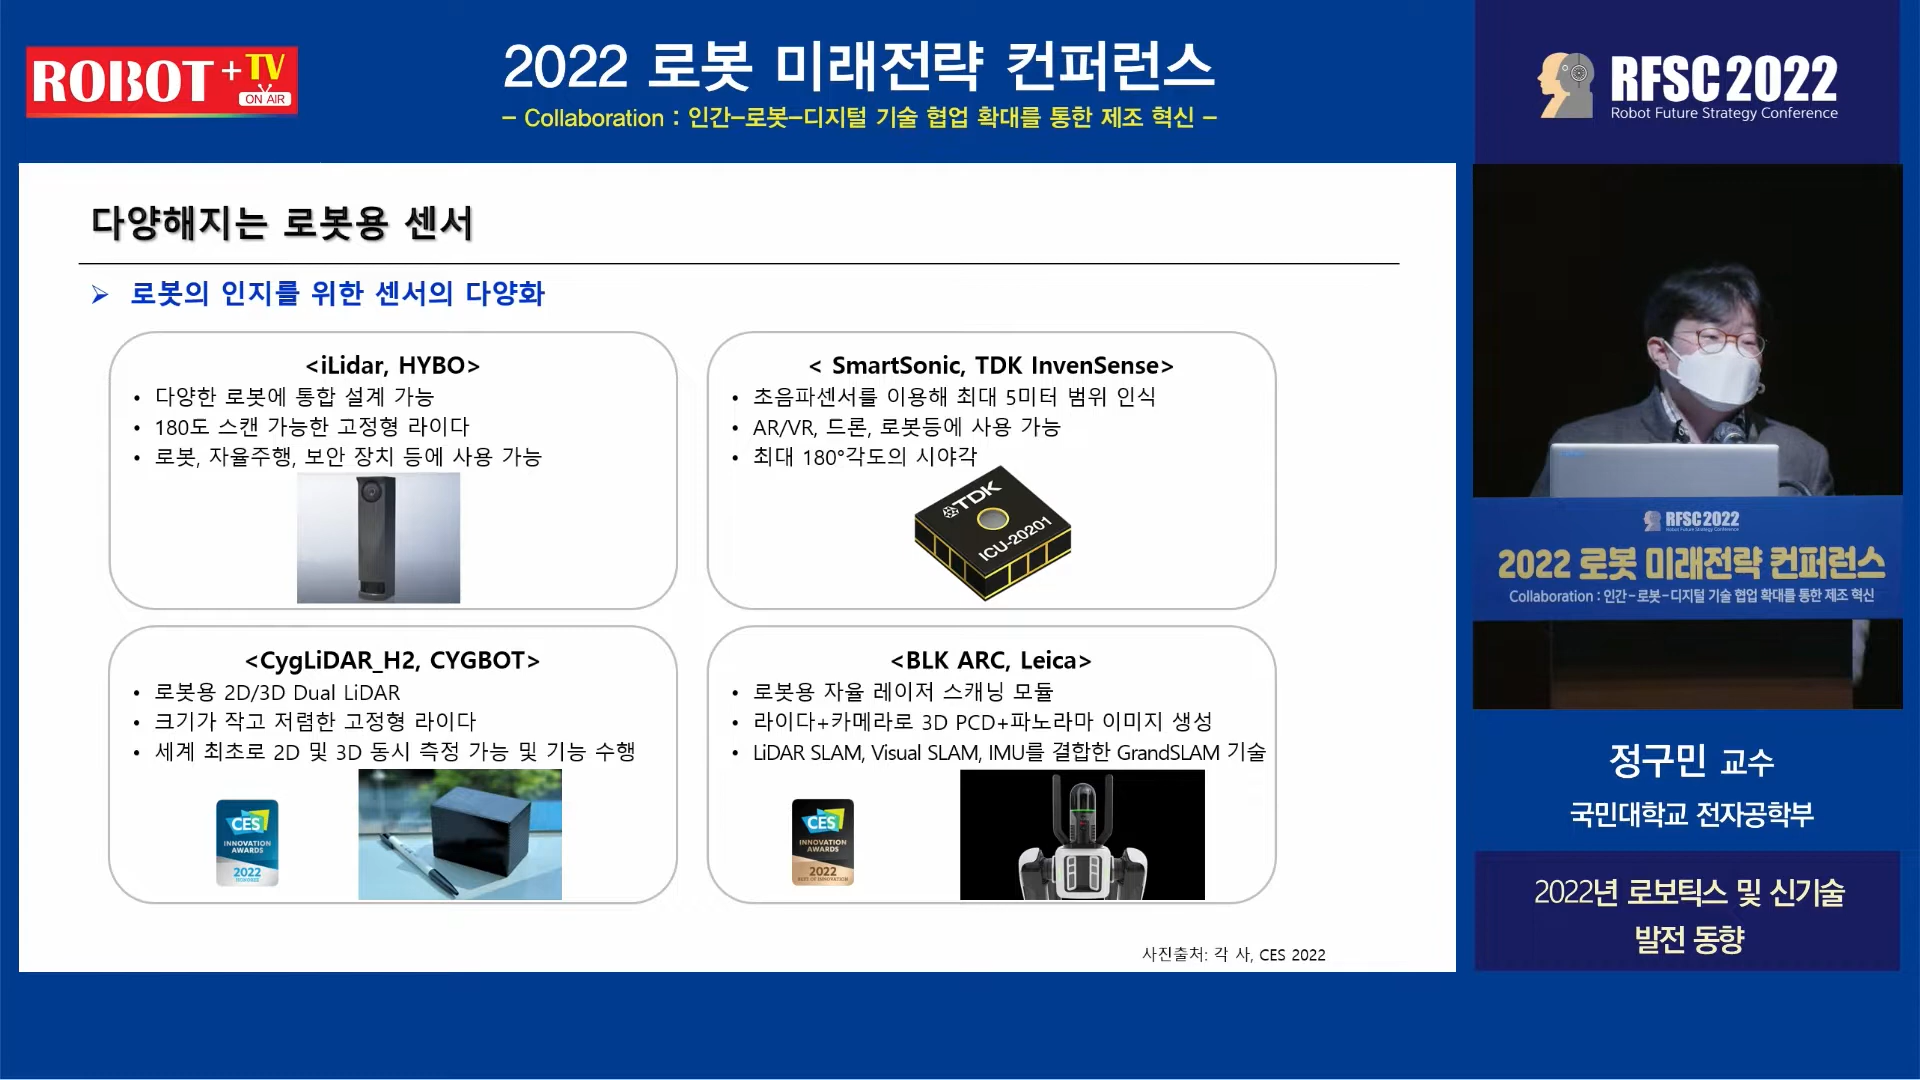 ROBOT +TV
ON AIR
2022 로봇 미래전략 컨퍼런스
– Collaboration : 인간–로봇–디지털 기술 협업 확대를 통한 제조 혁신 –
RFSC 2022
Robot Future Strategy Conference
다양해지는 로봇용 센서
➢ 로봇의 인지를 위한 센서의 다양화
<iLidar, HYBO>
• 다양한 로봇에 통합 설계 가능
• 180도 스캔 가능한 고정형 라이다
• 로봇, 자율주행, 보안 장치 등에 사용 가능
< SmartSonic, TDK InvenSense>
• 초음파센서를 이용해 최대 5미터 범위 인식
• AR/VR, 드론, 로봇등에 사용 가능
• 최대 180°각도의 시야각
TDK
ICU-20201
<CygLiDAR_H2, CYGBOT>
• 로봇용 2D/3D Dual LiDAR
• 크기가 작고 저렴한 고정형 라이다
• 세계 최초로 2D 및 3D 동시 측정 가능 및 기능 수행
CES
INNOVATION
AWARDS
2022
HONOREE
<BLK ARC, Leica>
• 로봇용 자율 레이저 스캐닝 모듈
• 라이다+카메라로 3D PCD+파노라마 이미지 생성
• LiDAR SLAM, Visual SLAM, IMU를 결합한 GrandSLAM 기술
CES
INNOVATION
AWARDS
2022
BEST OF INNOVATION
사진출처: 각 사, CES 2022
RFSC 2022
Robot Future Strategy Conference
2022 로봇 미래전략 컨퍼런스
Collaboration : 인간-로봇-디지털 기술 협업 확대를 통한 제조 혁신
정구민 교수
국민대학교 전자공학부
2022년 로보틱스 및 신기술
발전 동향